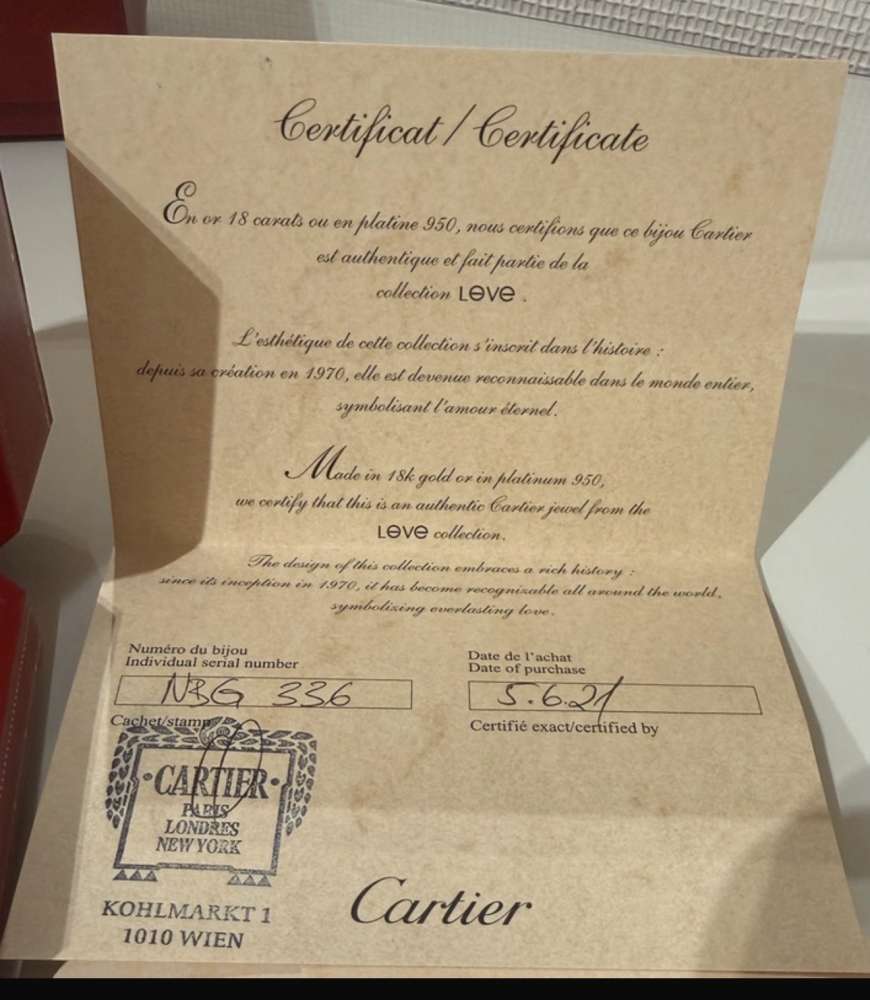 Certificat / Certificate
En or 18 carats ou en platine 950, nous certifions que ce bijou Cartier
est authentique et fait partie de la
collection LOVE .
L'esthétique de cette collection s'inscrit dans l'histoire :
depuis sa création en 1970, elle est devenue reconnaissable dans le monde entier,
symbolisant l'amour éternel.
Made in 18k gold or in platinum 950,
we certify that this is an authentic Cartier jewel from the
LOVE collection.
The design of this collection embraces a rich history :
since its inception in 1970, it has become recognizable all around the world,
symbolizing everlasting love.
Numéro du bijou
Individual serial number
NBG 336
Date de l'achat
Date of purchase
5.6.21
Cachet/stamp
Certifié exact/certified by
CARTIER
PARIS
LONDRES
NEW YORK
KOHLMARKT 1
1010 WIEN
Cartier